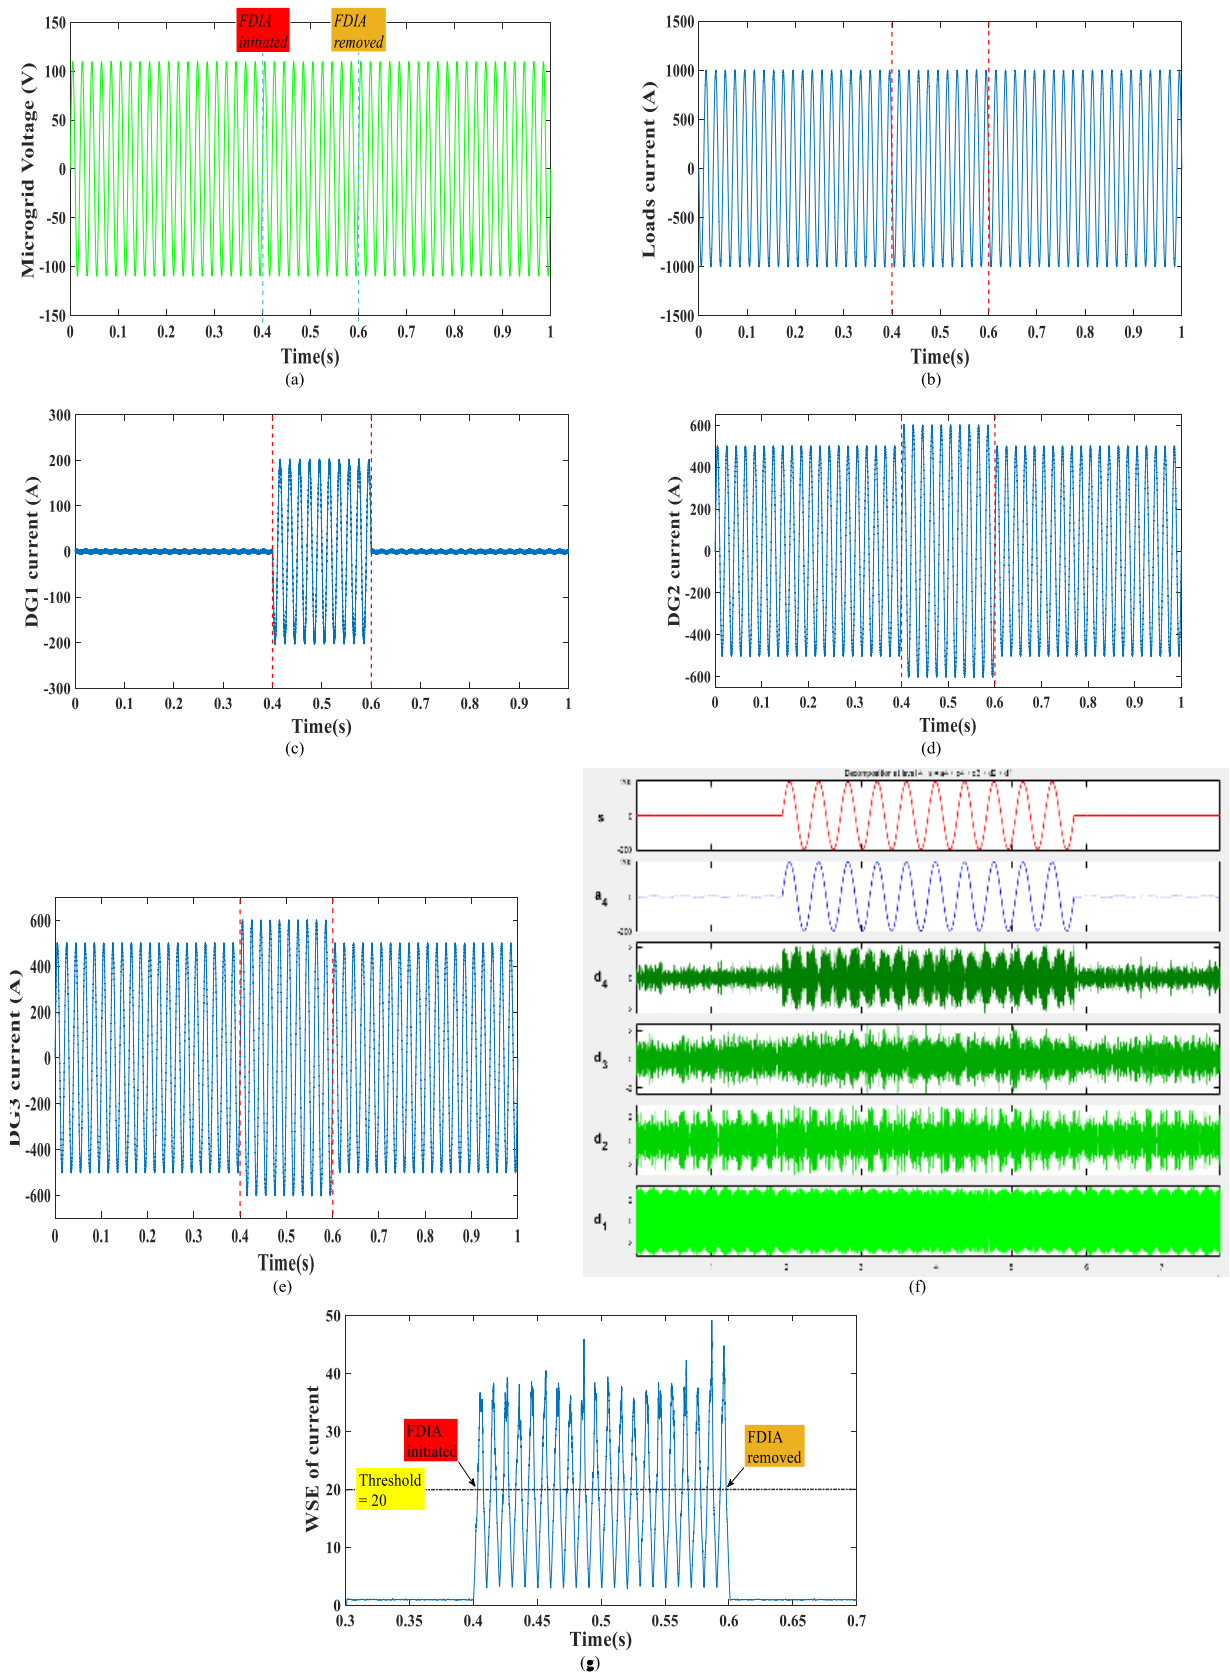 FDIA
initiated
FDIA
removed
150
100
50
0
-50
-100
-150
Microgrid Voltage (V)
0 0.1 0.2 0.3 0.4 0.5 0.6 0.7 0.8 0.9 1
Time(s)
(a)
1500
1000
500
0
-500
-1000
-1500
Loads current (A)
0 0.1 0.2 0.3 0.4 0.5 0.6 0.7 0.8 0.9 1
Time(s)
(b)
300
200
100
0
-100
-200
-300
DG1 current (A)
0 0.1 0.2 0.3 0.4 0.5 0.6 0.7 0.8 0.9 1
Time(s)
(c)
600
400
200
0
-200
-400
-600
DG2 current (A)
0 0.1 0.2 0.3 0.4 0.5 0.6 0.7 0.8 0.9 1
Time(s)
(d)
600
400
200
0
-200
-400
-600
DG3 current (A)
0 0.1 0.2 0.3 0.4 0.5 0.6 0.7 0.8 0.9 1
Time(s)
(e)
Decomposition at level 4
s
a4
d4
d3
d2
d1
1 2 3 4 5 6 7
(f)
50
40
30
20
10
0
WSE of current
FDIA
initiated
Threshold
= 20
FDIA
removed
0.3 0.35 0.4 0.45 0.5 0.55 0.6 0.65 0.7
Time(s)
(g)